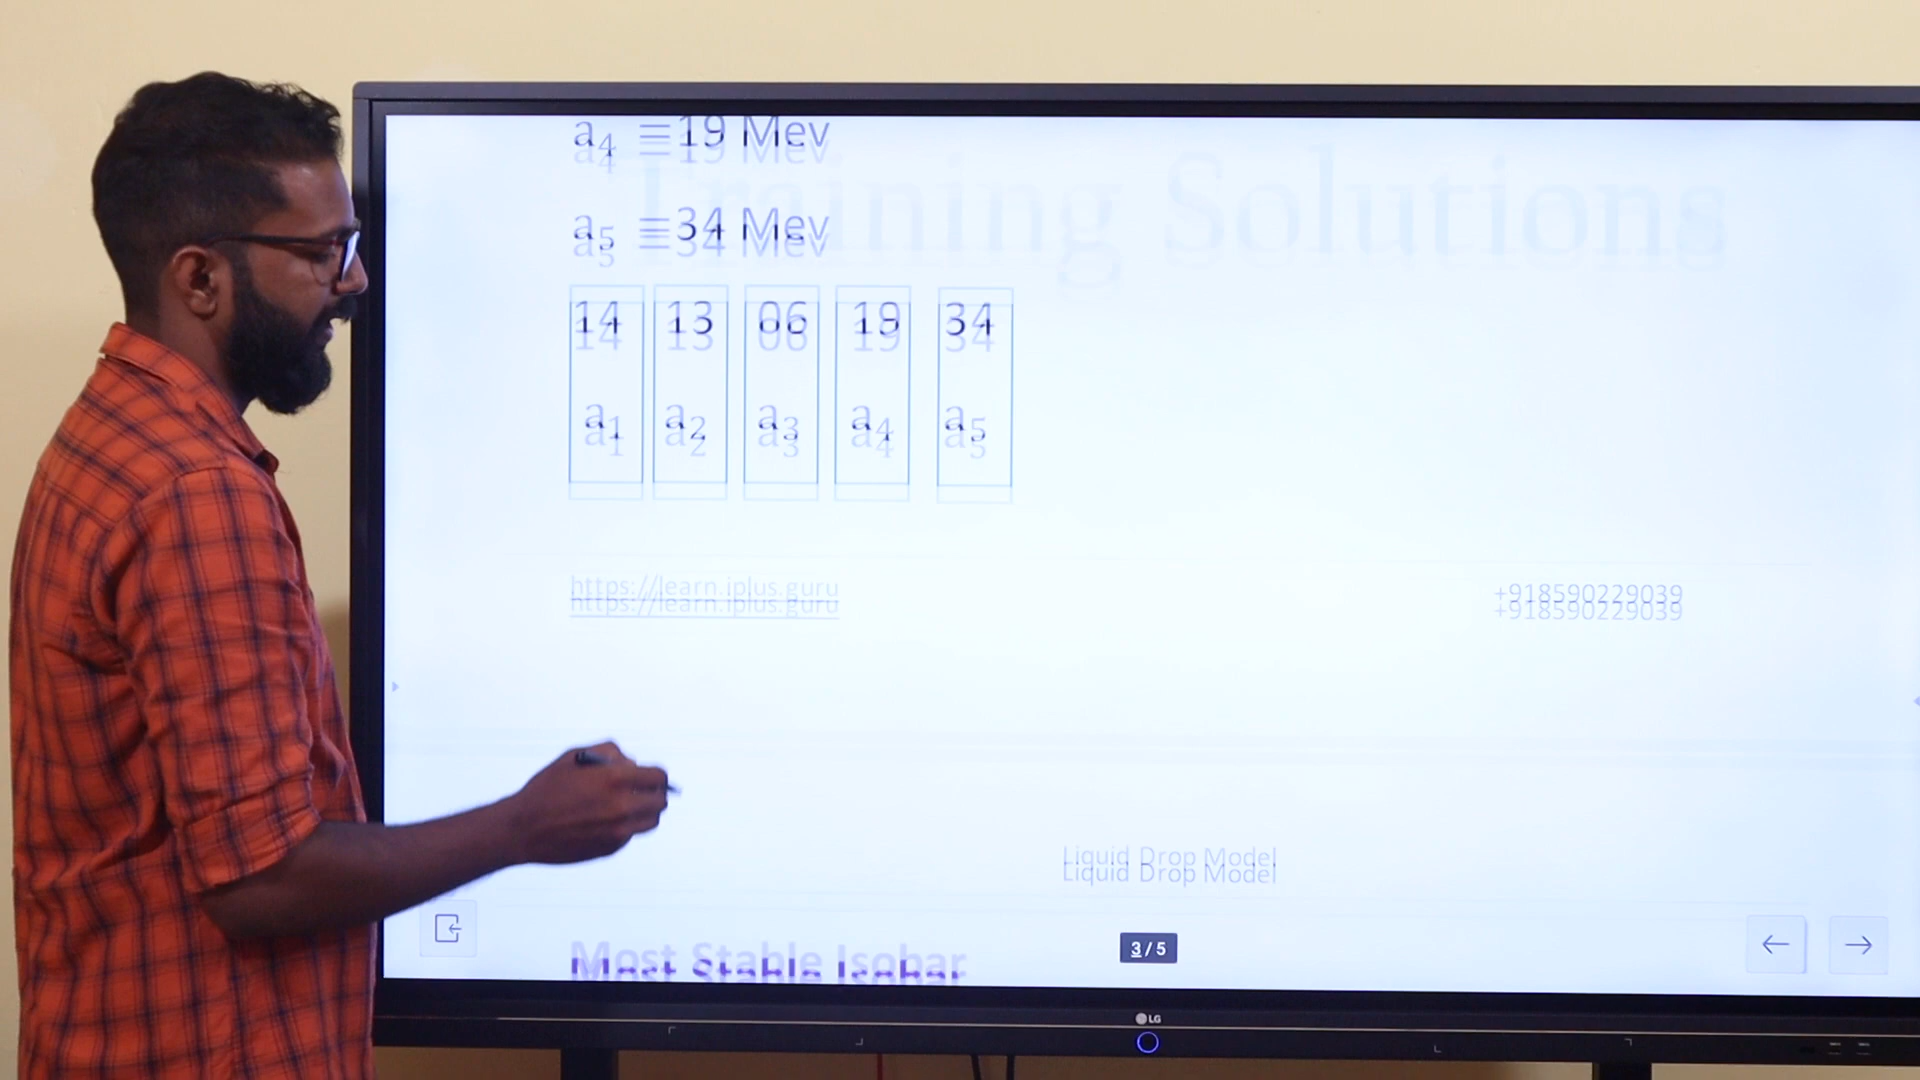 a4 ≡19 Mev
Training Solutions
a5 ≡34 Mev
14 13 06 19 34
a1 a2 a3 a4 a5
https://learn.iplus.guru
+918590229039
Liquid Drop Model
Most Stable Isobar
3 / 5
LG